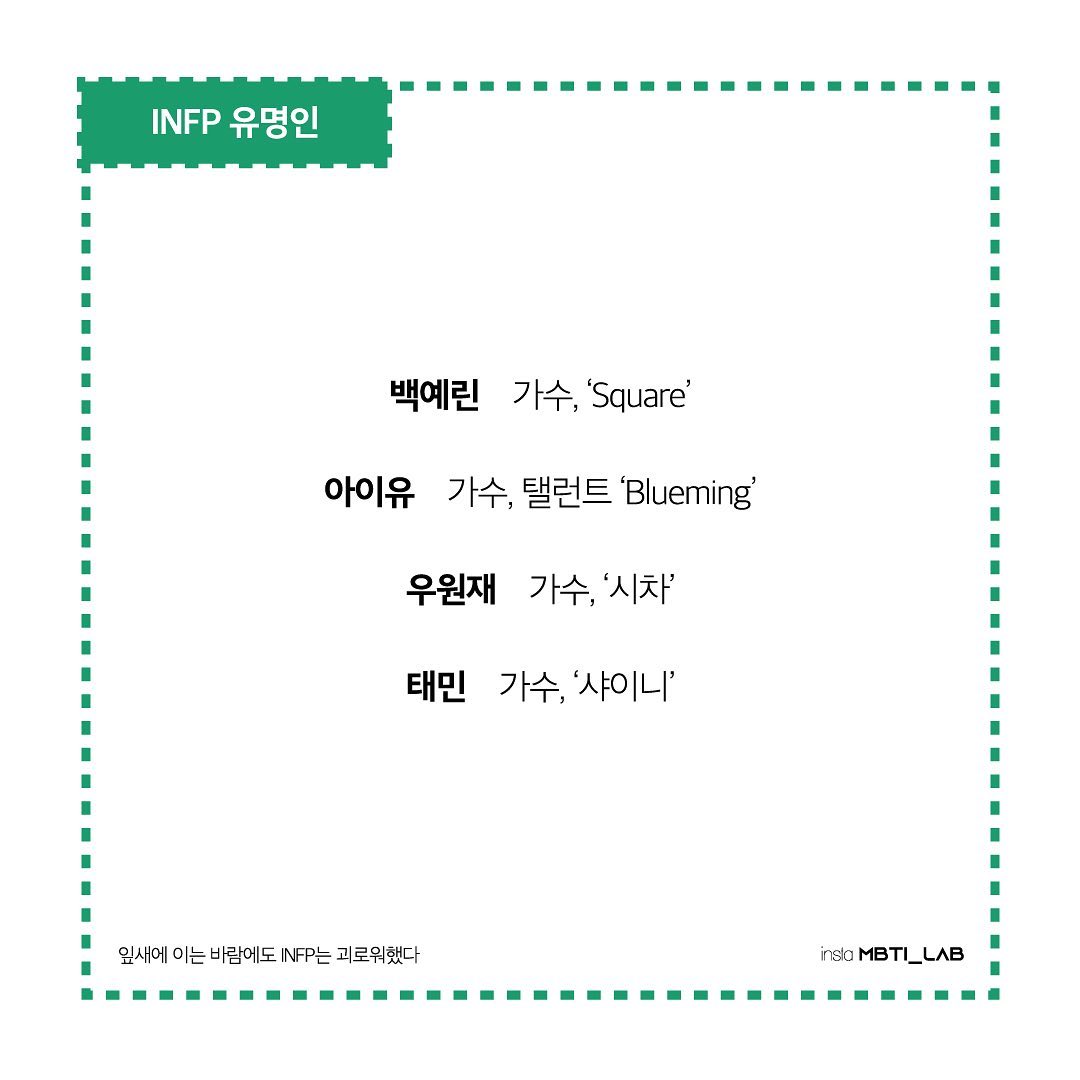 INFP 유명인
백예린 가수, ‘Square’
아이유 가수, 탤런트 ‘Blueming’
우원재 가수, ‘시차’
태민 가수, ‘샤이니’
잎새에 이는 바람에도 INFP는 괴로워했다
insta MBTI_LAB